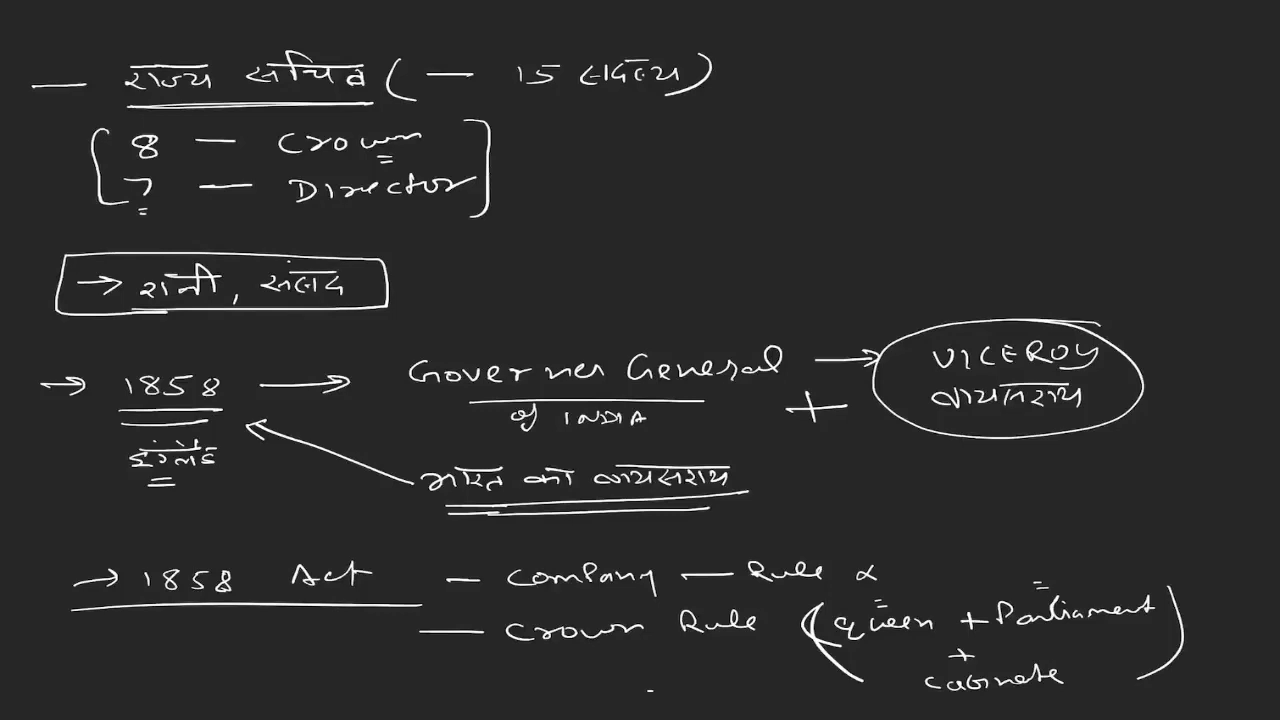 — राज्य सचिव ( — 15 सदस्य )
8 — Crown
7 — Director
→ रानी, संसद
→ 1858 → Governer General → VICEROY
of INDIA + वायसराय
इंग्लैंड
भारत का वायसराय
→ 1858 Act — Company — Rule
— Crown Rule ( Queen + Parliament
+
Cabinate )